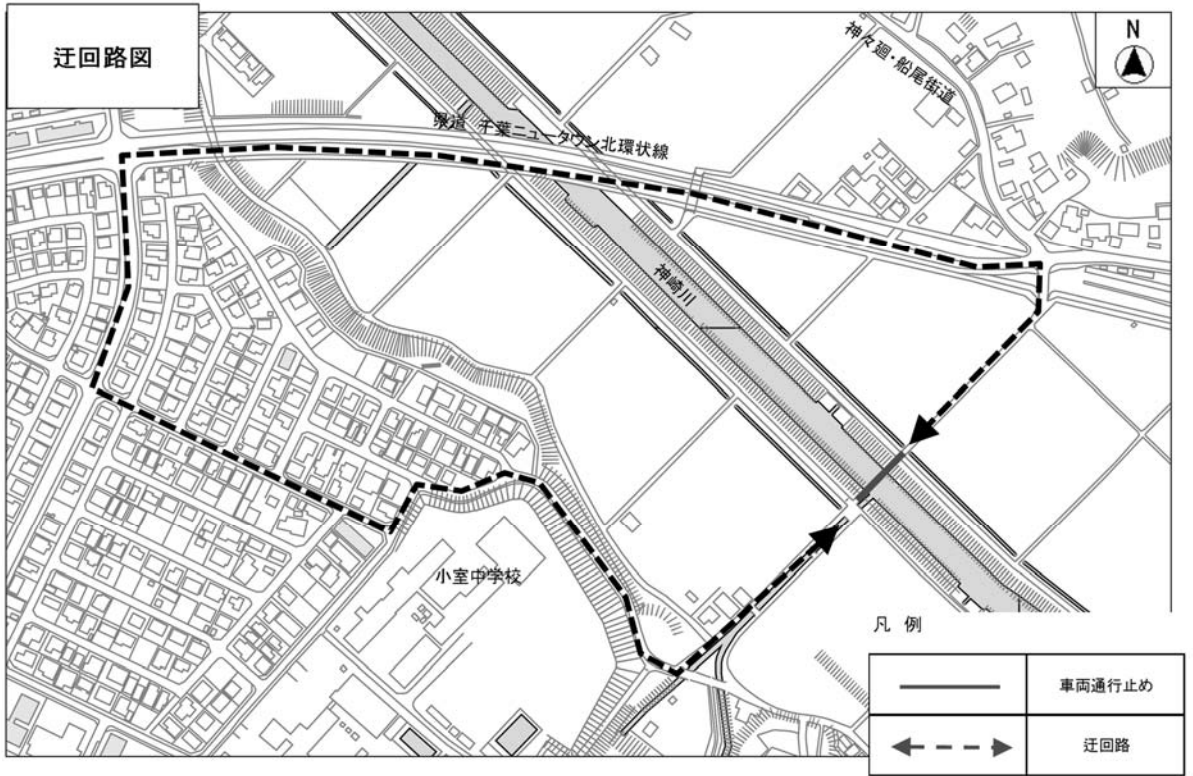 迂回路図
N
神々廻・船尾街道
県道 千葉ニュータウン北環状線
神崎川
小室中学校
凡 例
車両通行止め
迂回路